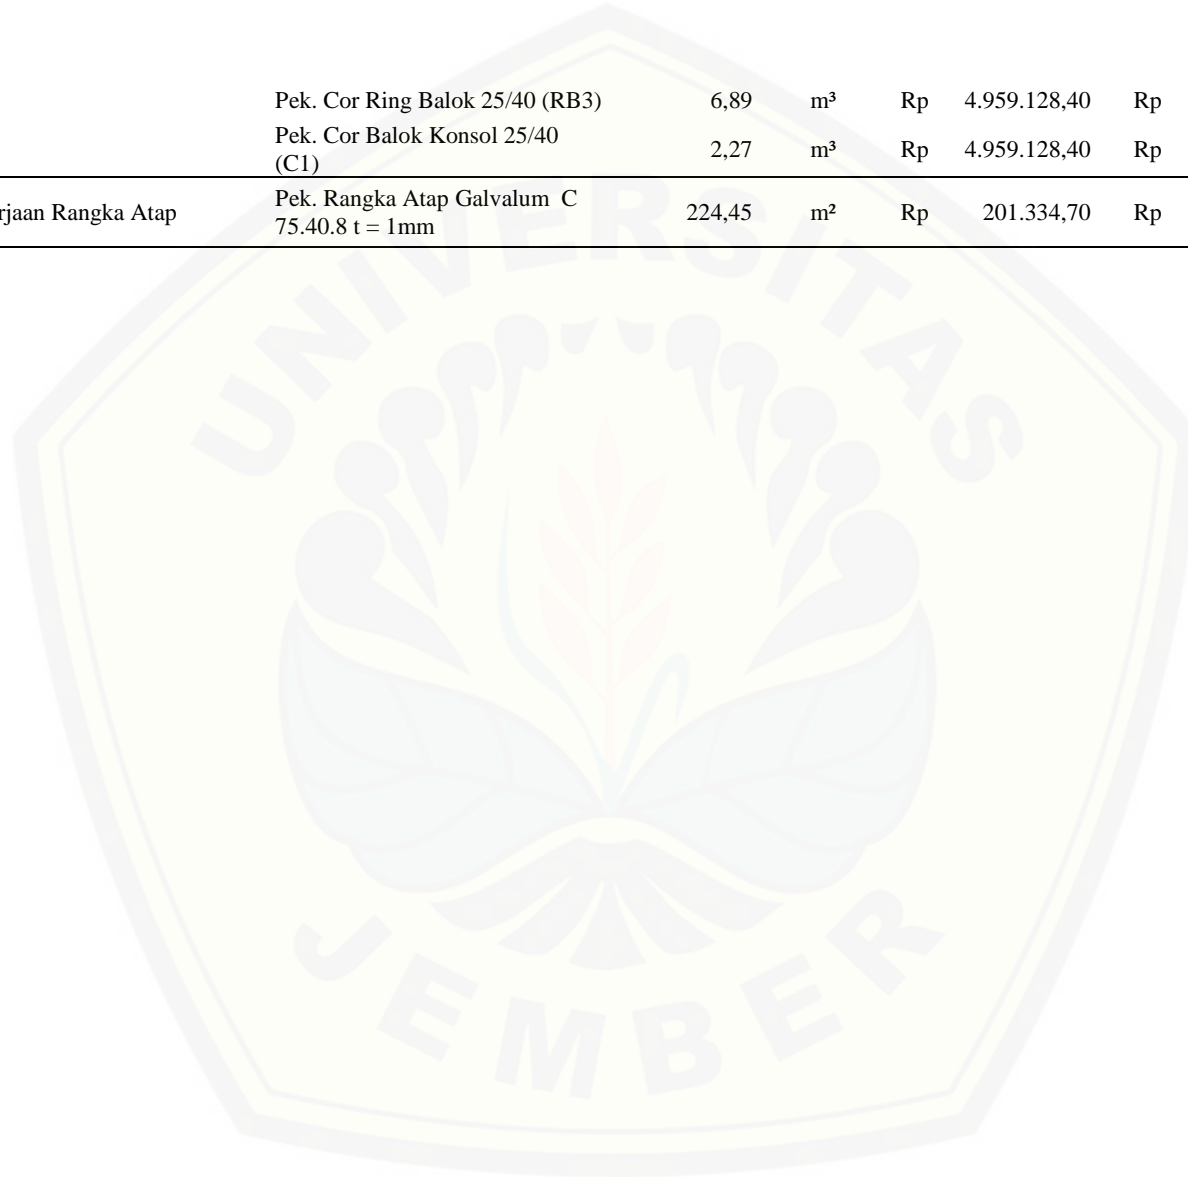 Pek. Cor Ring Balok 25/40 (RB3) 6,89 m³ Rp 4.959.128,40 Rp
Pek. Cor Balok Konsol 25/40
(C1) 2,27 m³ Rp 4.959.128,40 Rp
rjaan Rangka Atap Pek. Rangka Atap Galvalum C
75.40.8 t = 1mm 224,45 m² Rp 201.334,70 Rp
UNIVERSITAS
JEMBER